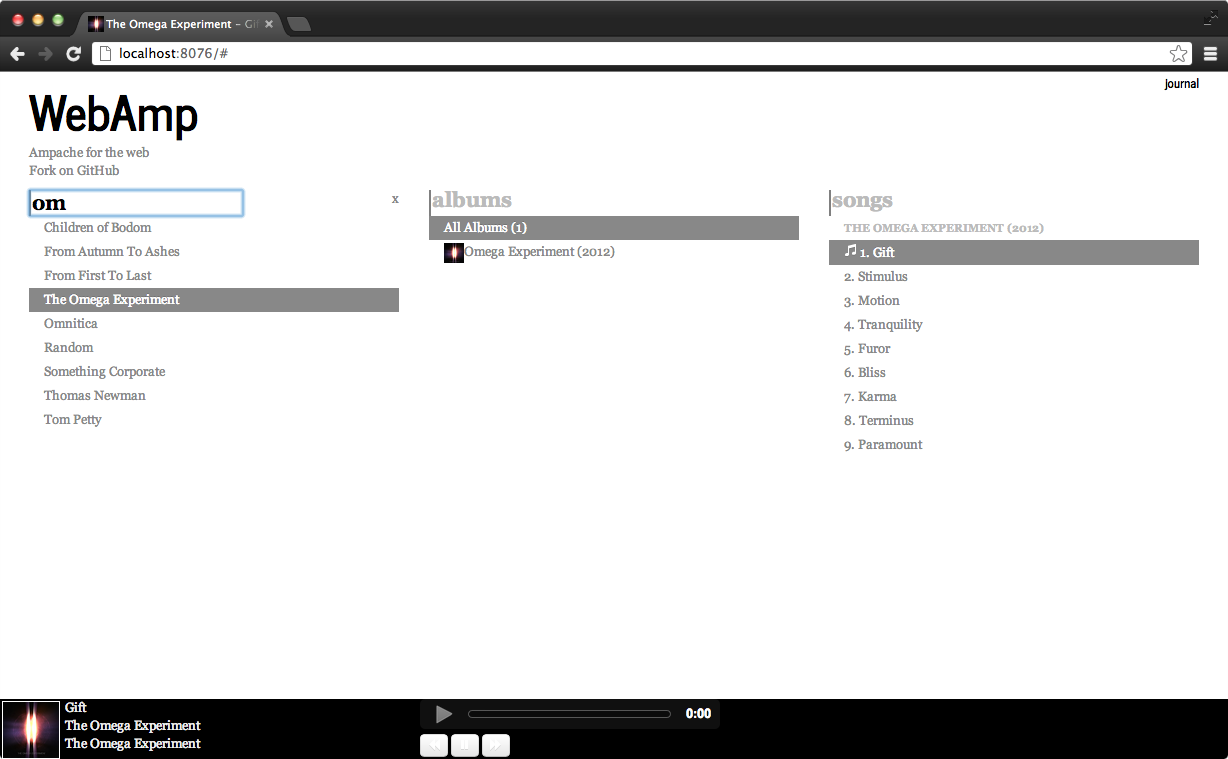 The Omega Experiment - Gif
localhost:8076/#
journal
WebAmp
Ampache for the web
Fork on GitHub
om
x
Children of Bodom
From Autumn To Ashes
From First To Last
The Omega Experiment
Omnitica
Random
Something Corporate
Thomas Newman
Tom Petty
albums
All Albums (1)
Omega Experiment (2012)
songs
THE OMEGA EXPERIMENT (2012)
1. Gift
2. Stimulus
3. Motion
4. Tranquility
5. Furor
6. Bliss
7. Karma
8. Terminus
9. Paramount
Gift
The Omega Experiment
The Omega Experiment
0:00